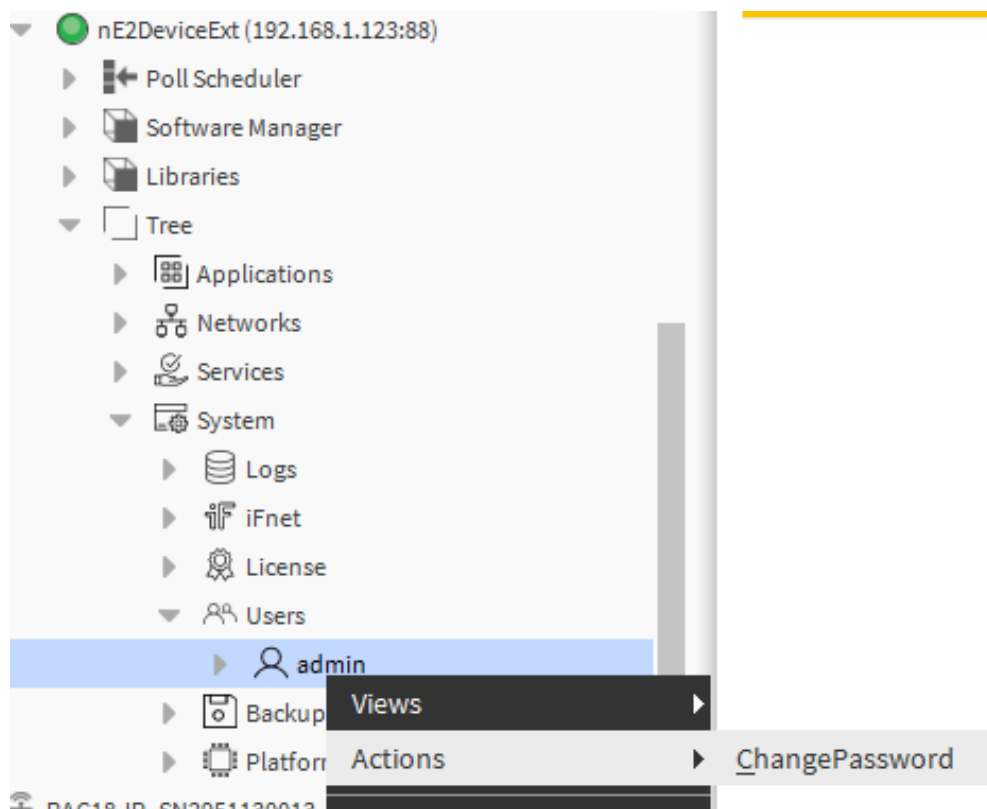 nE2DeviceExt (192.168.1.123:88)
Poll Scheduler
Software Manager
Libraries
Tree
Applications
Networks
Services
System
Logs
iFnet
License
Users
admin
Backup
Views
Platform
Actions
ChangePassword